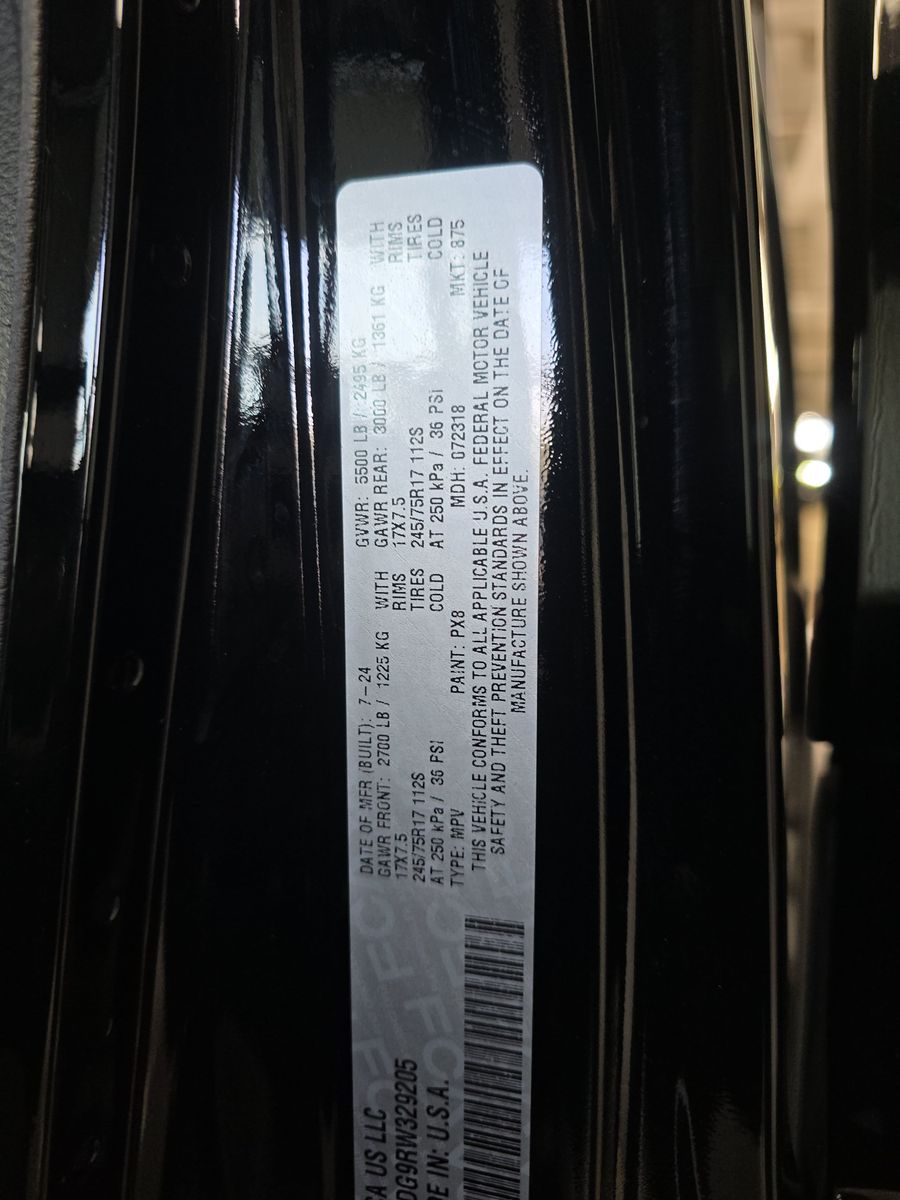 CA US LLC
DG9RW329205
DE IN: U.S.A.
DATE OF MFR (BUILT): 7-24 GVWR: 5500 LB / 2495 KG
GAWR FRONT: 2700 LB / 1225 KG WITH GAWR REAR: 3000 LB / 1361 KG WITH
17X7.5 RIMS 17X7.5 RIMS
245/75R17 112S TIRES 245/75R17 112S TIRES
AT 250 kPa / 36 PSI COLD AT 250 kPa / 36 PSI COLD
TYPE: MPV PAINT: PX8 MDH: 072318 MKT: 875
THIS VEHICLE CONFORMS TO ALL APPLICABLE U.S.A. FEDERAL MOTOR VEHICLE
SAFETY AND THEFT PREVENTION STANDARDS IN EFFECT ON THE DATE OF
MANUFACTURE SHOWN ABOVE.